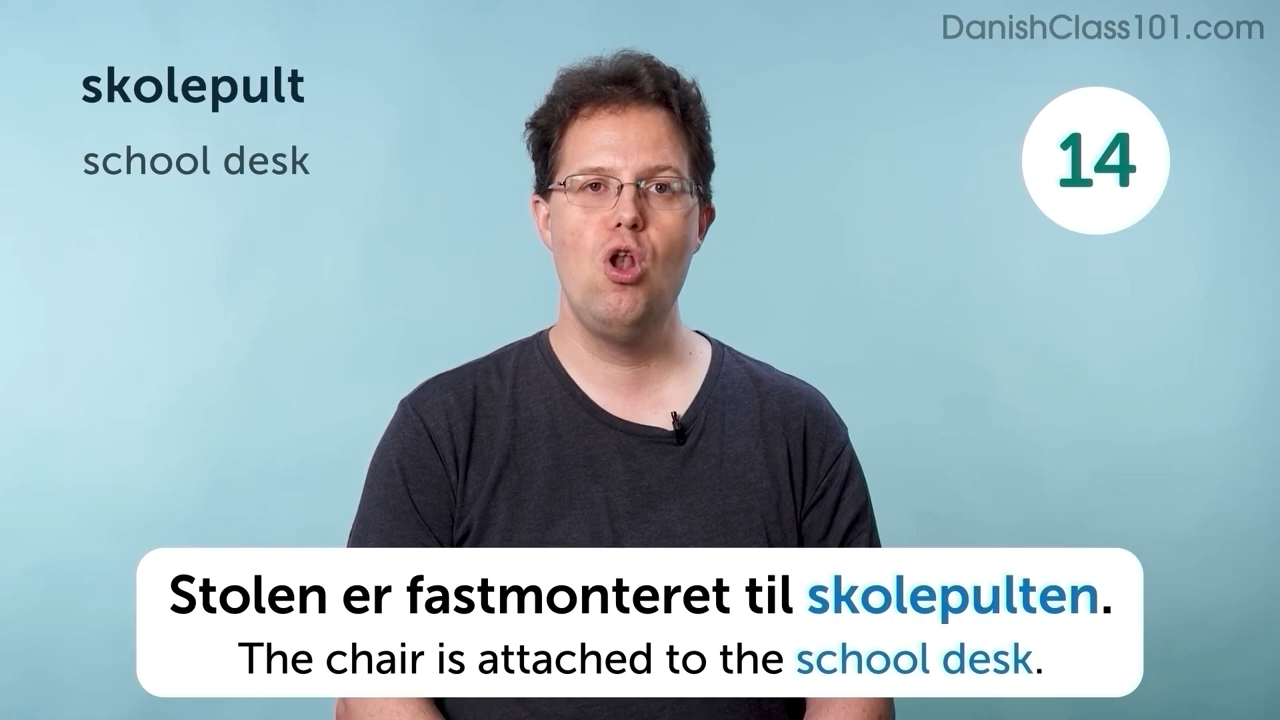 DanishClass101.com
skolepult
school desk
14
Stolen er fastmonteret til skolepulten.
The chair is attached to the school desk.